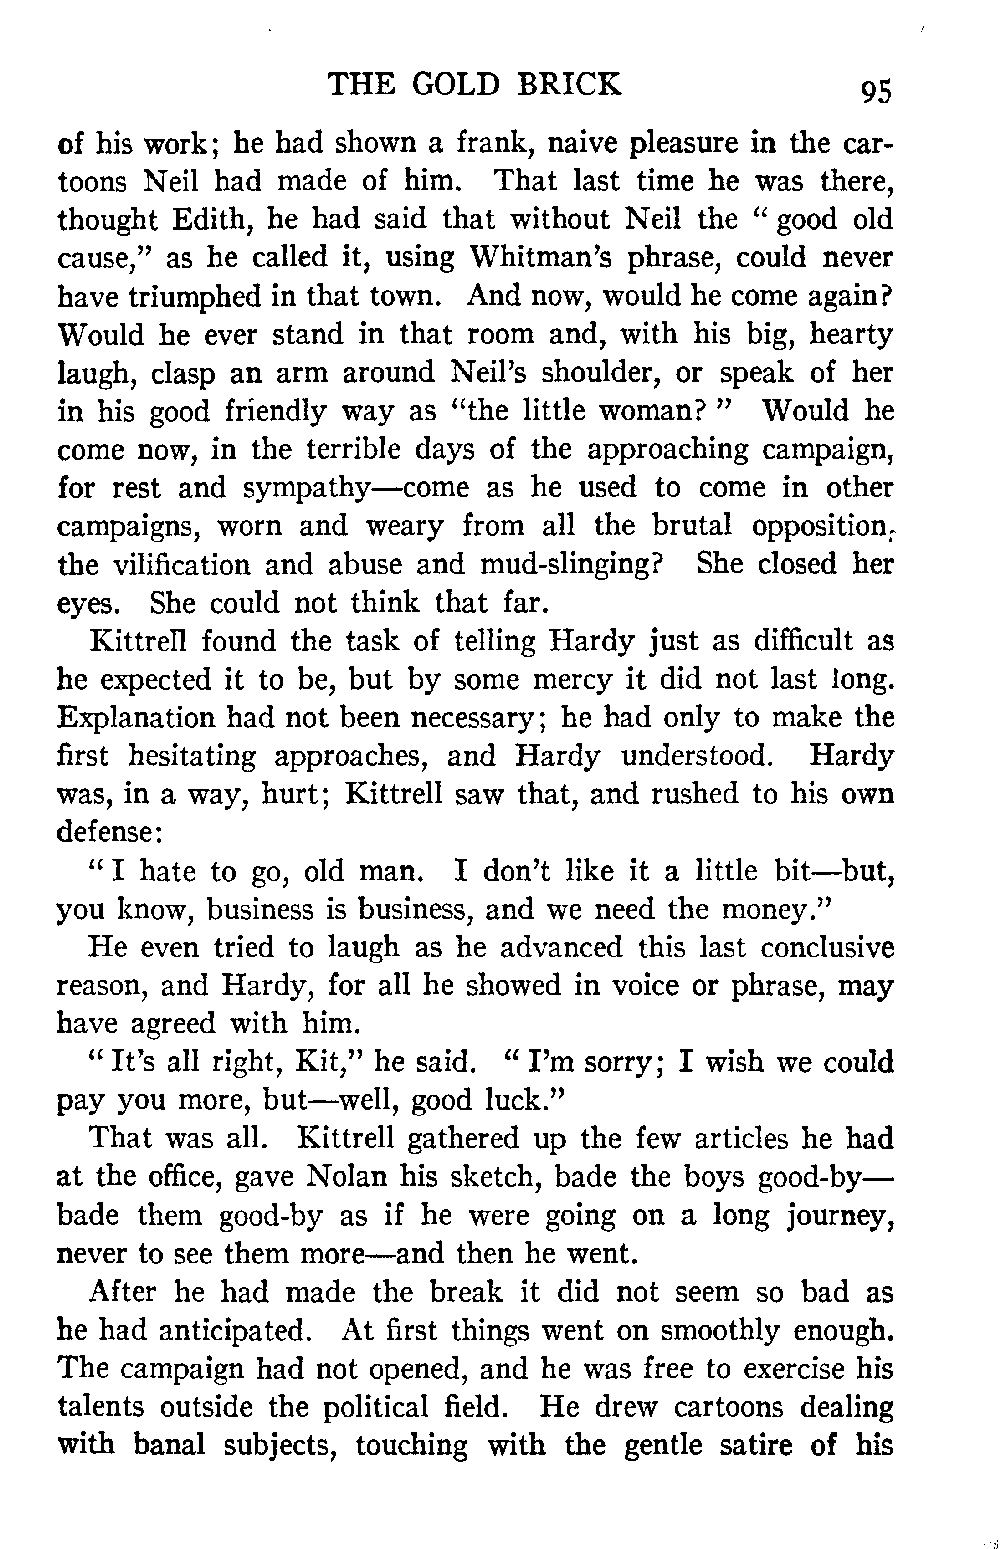 THE GOLD BRICK 95
of his work; he had shown a frank, naive pleasure in the car-
toons Neil had made of him. That last time he was there,
thought Edith, he had said that without Neil the “ good old
cause,” as he called it, using Whitman's phrase, could never
have triumphed in that town. And now, would he come again?
Would he ever stand in that room and, with his big, hearty
laugh, clasp an arm around Neil's shoulder, or speak of her
in his good friendly way as “the little woman? ” Would he
come now, in the terrible days of the approaching campaign,
for rest and sympathy—come as he used to come in other
campaigns, worn and weary from all the brutal opposition,
the vilification and abuse and mud-slinging? She closed her
eyes. She could not think that far.
Kittrell found the task of telling Hardy just as difficult as
he expected it to be, but by some mercy it did not last long.
Explanation had not been necessary; he had only to make the
first hesitating approaches, and Hardy understood. Hardy
was, in a way, hurt; Kittrell saw that, and rushed to his own
defense:
“ I hate to go, old man. I don't like it a little bit—but,
you know, business is business, and we need the money.”
He even tried to laugh as he advanced this last conclusive
reason, and Hardy, for all he showed in voice or phrase, may
have agreed with him.
“ It's all right, Kit,” he said. “ I'm sorry; I wish we could
pay you more, but—well, good luck.”
That was all. Kittrell gathered up the few articles he had
at the office, gave Nolan his sketch, bade the boys good-by—
bade them good-by as if he were going on a long journey,
never to see them more—and then he went.
After he had made the break it did not seem so bad as
he had anticipated. At first things went on smoothly enough.
The campaign had not opened, and he was free to exercise his
talents outside the political field. He drew cartoons dealing
with banal subjects, touching with the gentle satire of his